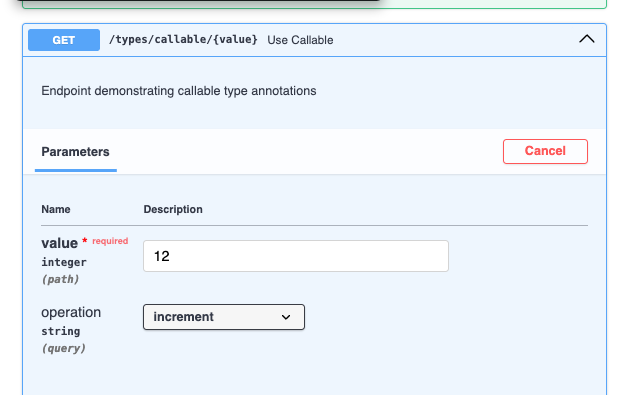 GET /types/callable/{value} Use Callable
Endpoint demonstrating callable type annotations
Parameters Cancel
Name Description
value * required
integer
(path)
12
operation
string
(query)
increment